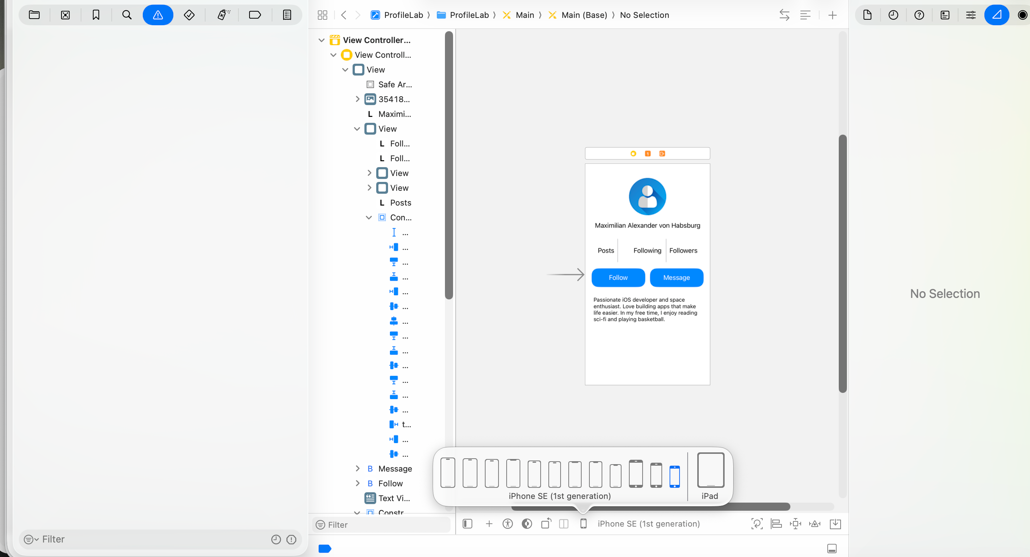 ProfileLab
ProfileLab
Main
Main (Base)
No Selection
View Controller...
View Controll...
View
Safe Ar...
35418...
L Maximi...
View
L Foll...
L Foll...
View
View
L Posts
Con...
...
...
...
...
...
...
...
...
...
...
...
...
...
t...
...
...
B Message
B Follow
Text Vi...
Constr...
Maximilian Alexander von Habsburg
Posts Following Followers
Follow Message
Passionate iOS developer and space
enthusiast. Love building apps that make
life easier. In my free time, I enjoy reading
sci-fi and playing basketball.
No Selection
iPhone SE (1st generation) iPad
Filter
Filter
iPhone SE (1st generation)